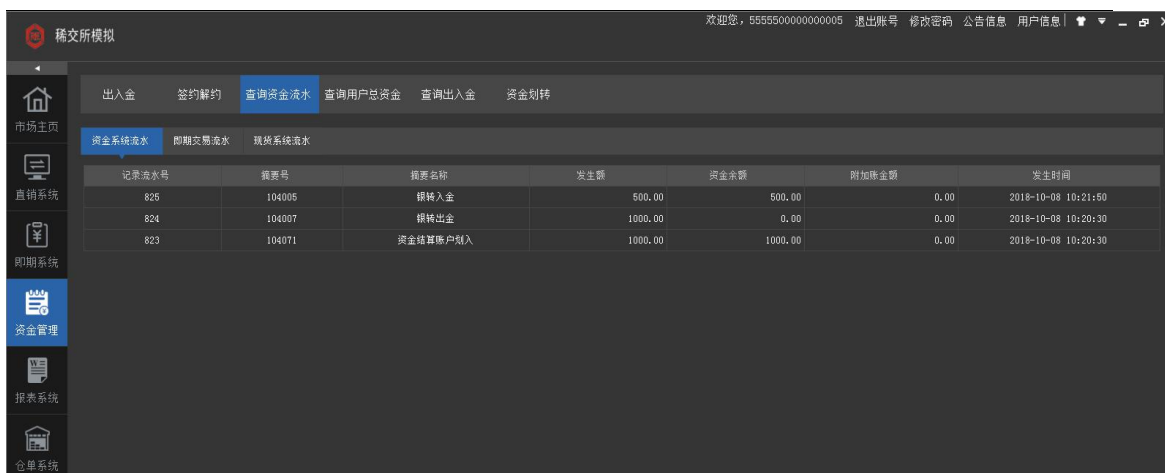 欢迎您，5555500000000005 退出账号 修改密码 公告信息 用户信息
稀交所模拟
出入金 签约解约 查询资金流水 查询用户总资金 查询出入金 资金划转
市场主页
资金系统流水 即期交易流水 现货系统流水
记录流水号 摘要号 摘要名称 发生额 资金余额 附加账金额 发生时间
825 104005 银转入金 500.00 500.00 0.00 2018-10-08 10:21:50
直销系统
824 104007 银转出金 1000.00 0.00 0.00 2018-10-08 10:20:30
823 104071 资金结算账户划入 1000.00 1000.00 0.00 2018-10-08 10:20:30
即期系统
资金管理
报表系统
仓单系统